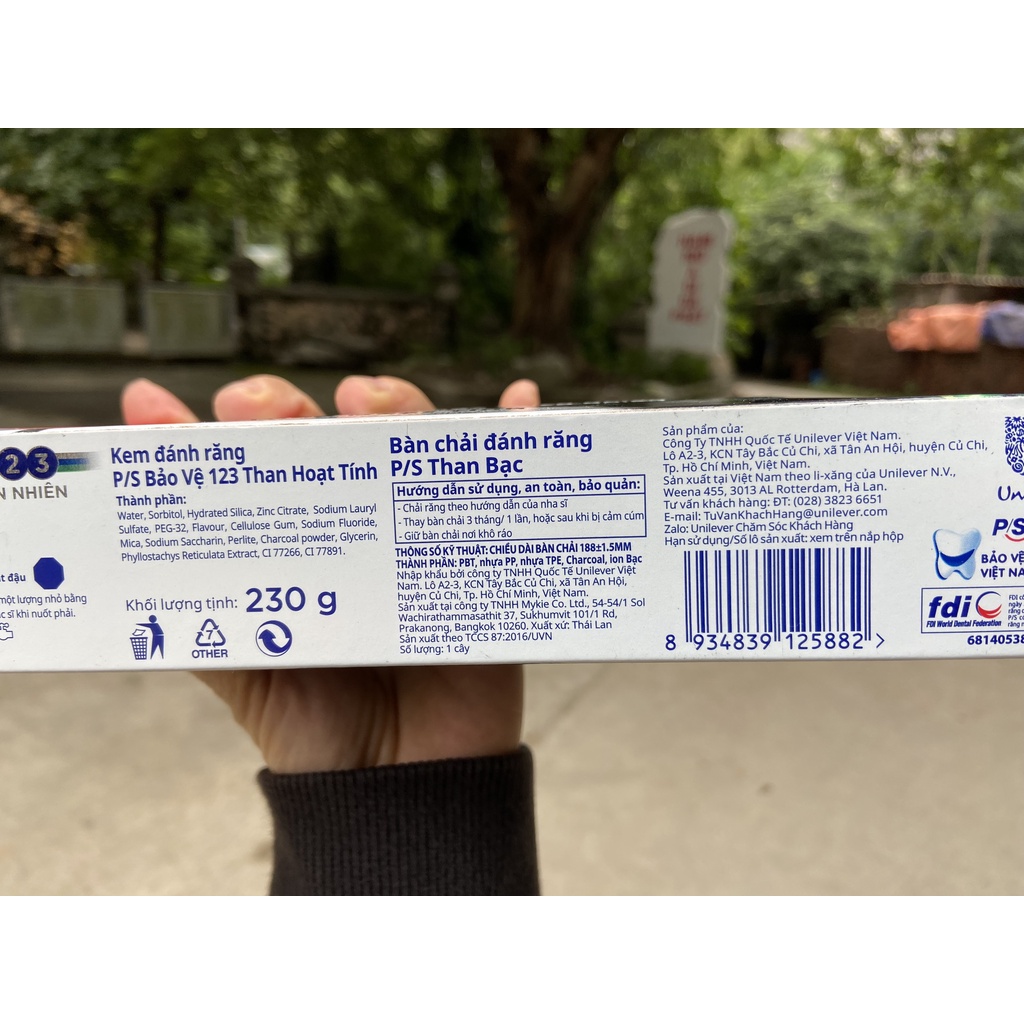 23
N NHIÊN
t đậu
một lượng nhỏ bằng
c sĩ khi nuốt phải.
Kem đánh răng
P/S Bảo Vệ 123 Than Hoạt Tính
Thành phần:
Water, Sorbitol, Hydrated Silica, Zinc Citrate, Sodium Lauryl
Sulfate, PEG-32, Flavour, Cellulose Gum, Sodium Fluoride,
Mica, Sodium Saccharin, Perlite, Charcoal powder, Glycerin,
Phyllostachys Reticulata Extract, CI 77266, CI 77891.
Khối lượng tịnh: 230 g
7
OTHER
Bàn chải đánh răng
P/S Than Bạc
Hướng dẫn sử dụng, an toàn, bảo quản:
- Chải răng theo hướng dẫn của nha sĩ
- Thay bàn chải 3 tháng/ 1 lần, hoặc sau khi bị cảm cúm
- Giữ bàn chải nơi khô ráo
THÔNG SỐ KỸ THUẬT: CHIỀU DÀI BÀN CHẢI 188±1.5MM
THÀNH PHẦN: PBT, nhựa PP, nhựa TPE, Charcoal, ion Bạc
Nhập khẩu bởi công ty TNHH Quốc Tế Unilever Việt
Nam. Lô A2-3, KCN Tây Bắc Củ Chi, xã Tân An Hội,
huyện Củ Chi, Tp. Hồ Chí Minh, Việt Nam.
Sản xuất tại công ty TNHH Mykie Co. Ltd., 54-54/1 Sol
Wachirathammasathit 37, Sukhumvit 101/1 Rd,
Prakanong, Bangkok 10260. Xuất xứ: Thái Lan
Sản xuất theo TCCS 87:2016/UVN
Số lượng: 1 cây
Sản phẩm của:
Công Ty TNHH Quốc Tế Unilever Việt Nam.
Lô A2-3, KCN Tây Bắc Củ Chi, xã Tân An Hội, huyện Củ Chi,
Tp. Hồ Chí Minh, Việt Nam.
Sản xuất tại Việt Nam theo li-xăng của Unilever N.V.,
Weena 455, 3013 AL Rotterdam, Hà Lan.
Tư vấn khách hàng: ĐT: (028) 3823 6651
E-mail: TuVanKhachHang@unilever.com
Zalo: Unilever Chăm Sóc Khách Hàng
Hạn sử dụng/Số lô sản xuất: xem trên nắp hộp
8 934839 125882 >
Un
P/S
BẢO VỆ
VIỆT NA
fdi
FDI World Dental Federation
6814053